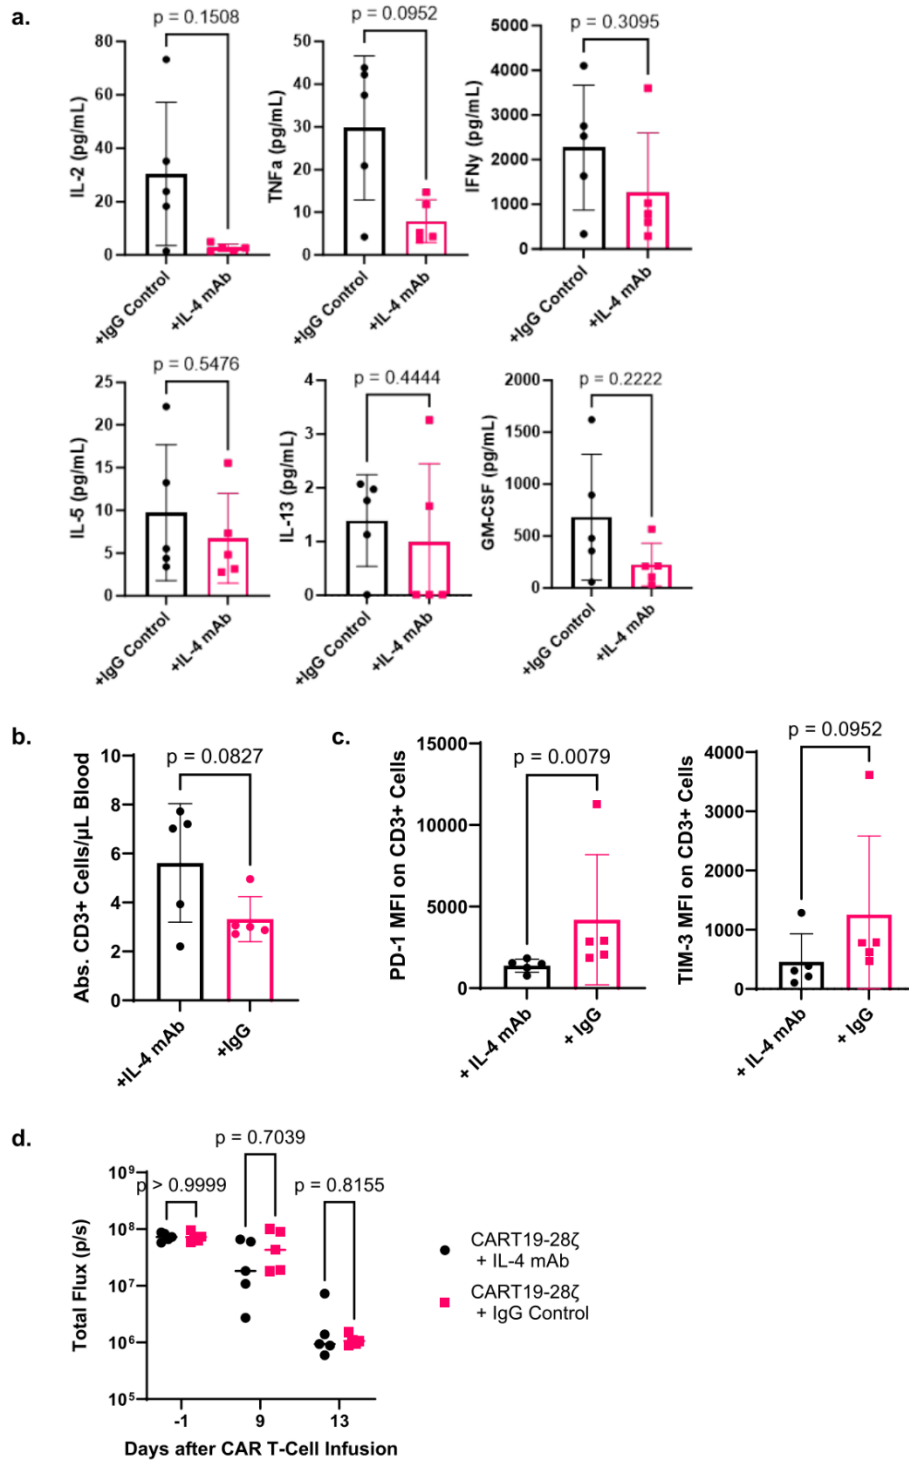 a.
p = 0.1508
IL-2 (pg/mL)
80
60
40
20
0
+IgG Control
+IL-4 mAb
p = 0.0952
TNFa (pg/mL)
50
40
30
20
10
0
+IgG Control
+IL-4 mAb
p = 0.3095
IFNy (pg/mL)
5000
4000
3000
2000
1000
0
+IgG Control
+IL-4 mAb
p = 0.5476
IL-5 (pg/mL)
25
20
15
10
5
0
+IgG Control
+IL-4 mAb
p = 0.4444
IL-13 (pg/mL)
4
3
2
1
0
+IgG Control
+IL-4 mAb
p = 0.2222
GM-CSF (pg/mL)
2000
1500
1000
500
0
+IgG Control
+IL-4 mAb
b.
p = 0.0827
Abs. CD3+ Cells/µL Blood
10
8
6
4
2
0
+IL-4 mAb
+IgG
c.
p = 0.0079
PD-1 MFI on CD3+ Cells
15000
10000
5000
0
+ IL-4 mAb
+ IgG
p = 0.0952
TIM-3 MFI on CD3+ Cells
4000
3000
2000
1000
0
+ IL-4 mAb
+ IgG
d.
p = 0.7039
p > 0.9999
p = 0.8155
Total Flux (p/s)
10⁹
10⁸
10⁷
10⁶
10⁵
-1
9
13
Days after CAR T-Cell Infusion
CART19-28ζ
+ IL-4 mAb
CART19-28ζ
+ IgG Control